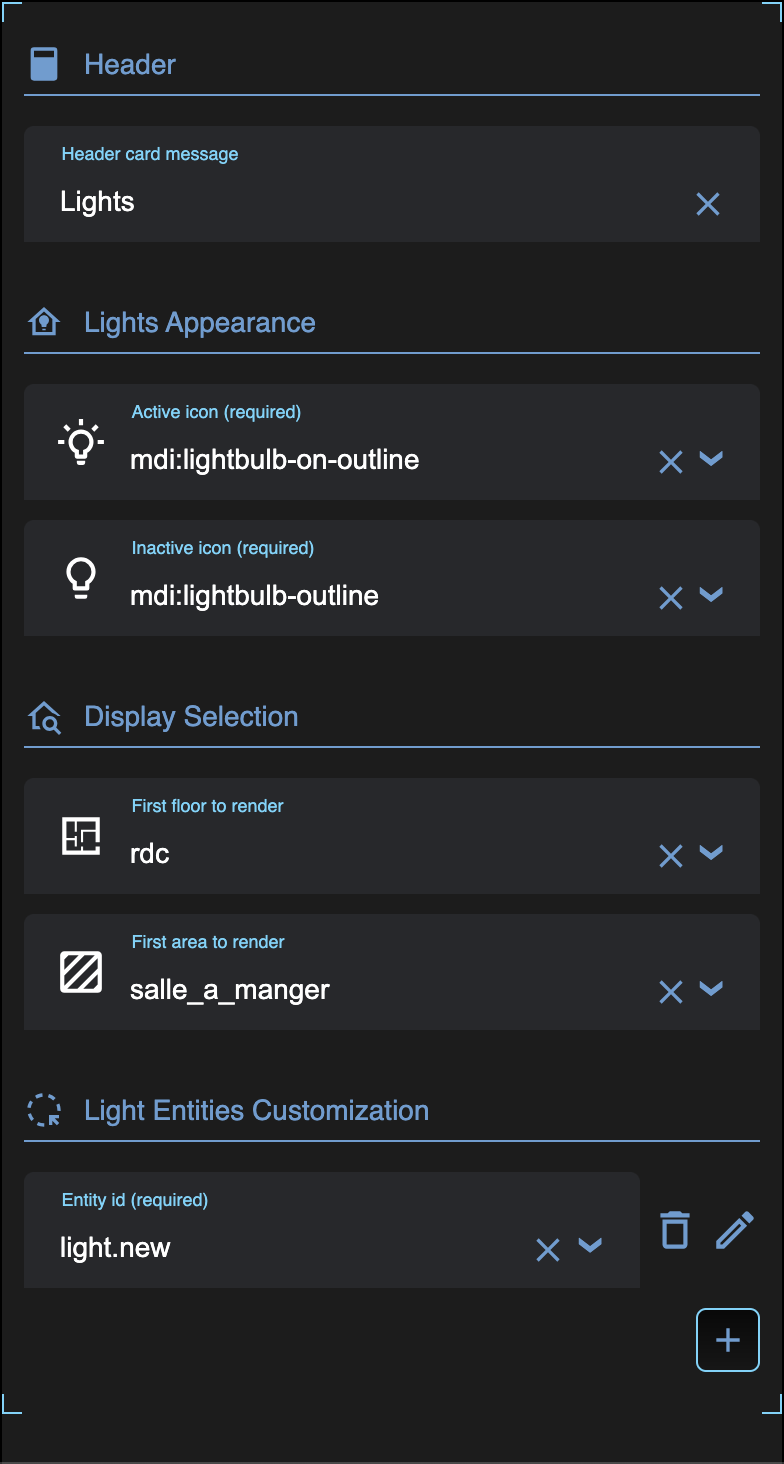 Header
Header card message
Lights
Lights Appearance
Active icon (required)
mdi:lightbulb-on-outline
Inactive icon (required)
mdi:lightbulb-outline
Display Selection
First floor to render
rdc
First area to render
salle_a_manger
Light Entities Customization
Entity id (required)
light.new